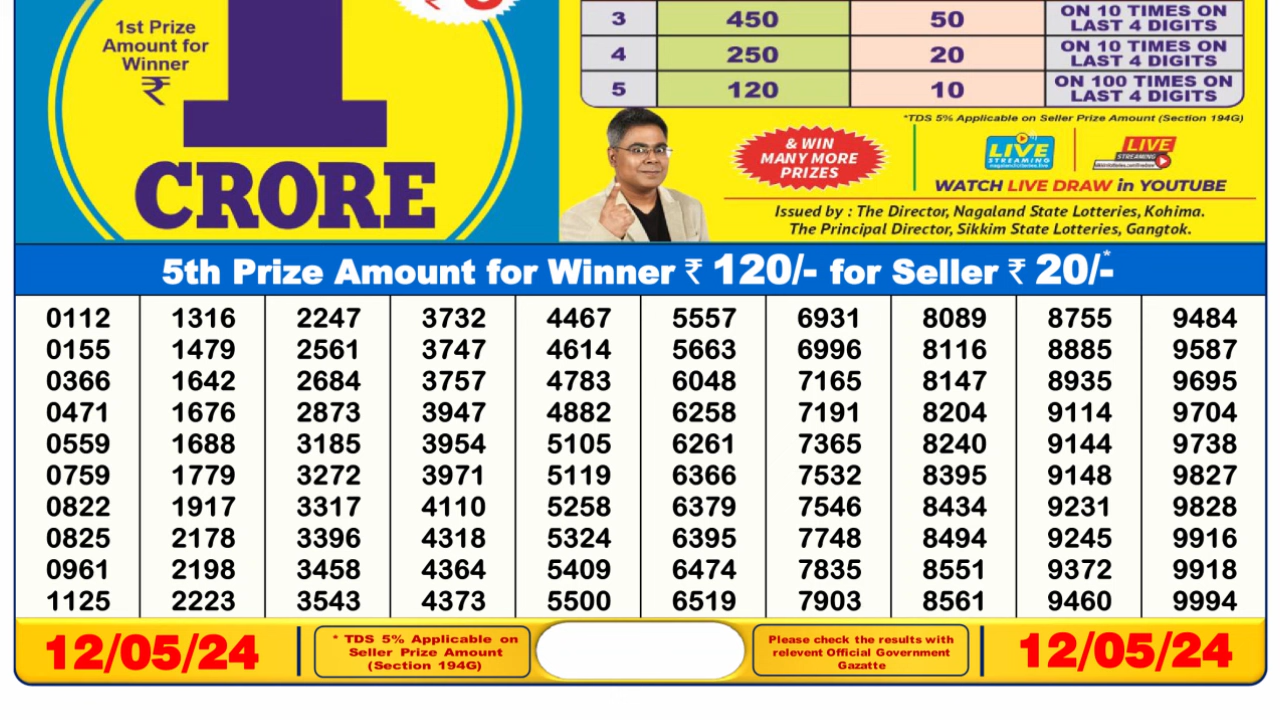 1st Prize
Amount for
Winner
₹
1
CRORE
3 450 50 ON 10 TIMES ON LAST 4 DIGITS
4 250 20 ON 10 TIMES ON LAST 4 DIGITS
5 120 10 ON 100 TIMES ON LAST 4 DIGITS
*TDS 5% Applicable on Seller Prize Amount (Section 194G)
& WIN
MANY MORE
PRIZES
LIVE
STREAMING
LIVE
STREAMING
WATCH LIVE DRAW in YOUTUBE
Issued by : The Director, Nagaland State Lotteries, Kohima.
The Principal Director, Sikkim State Lotteries, Gangtok.
5th Prize Amount for Winner ₹ 120/- for Seller ₹ 20/-*
0112 1316 2247 3732 4467 5557 6931 8089 8755 9484
0155 1479 2561 3747 4614 5663 6996 8116 8885 9587
0366 1642 2684 3757 4783 6048 7165 8147 8935 9695
0471 1676 2873 3947 4882 6258 7191 8204 9114 9704
0559 1688 3185 3954 5105 6261 7365 8240 9144 9738
0759 1779 3272 3971 5119 6366 7532 8395 9148 9827
0822 1917 3317 4110 5258 6379 7546 8434 9231 9828
0825 2178 3396 4318 5324 6395 7748 8494 9245 9916
0961 2198 3458 4364 5409 6474 7835 8551 9372 9918
1125 2223 3543 4373 5500 6519 7903 8561 9460 9994
12/05/24
* TDS 5% Applicable on
Seller Prize Amount
(Section 194G)
Please check the results with
relevent Official Government
Gazatte
12/05/24